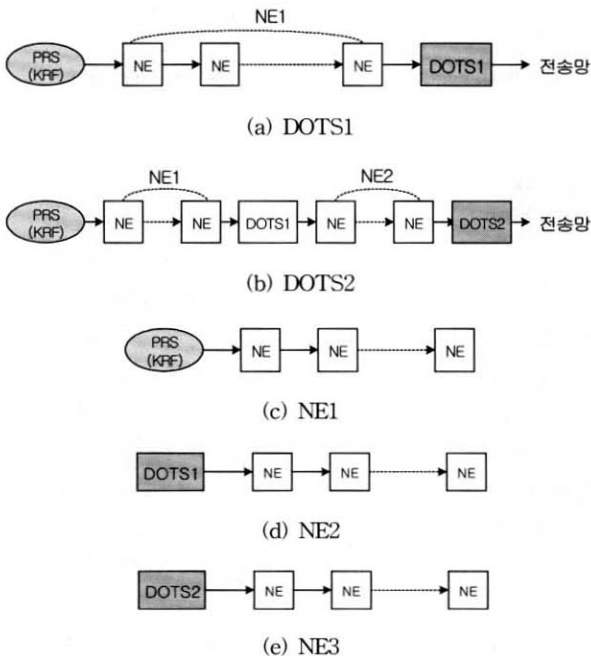 NE1
PRS
(KRF)
NE
NE
NE
DOTS1
전송망
(a) DOTS1
NE1
NE2
PRS
(KRF)
NE
NE
DOTS1
NE
NE
DOTS2
전송망
(b) DOTS2
PRS
(KRF)
NE
NE
NE
(c) NE1
DOTS1
NE
NE
NE
(d) NE2
DOTS2
NE
NE
NE
(e) NE3